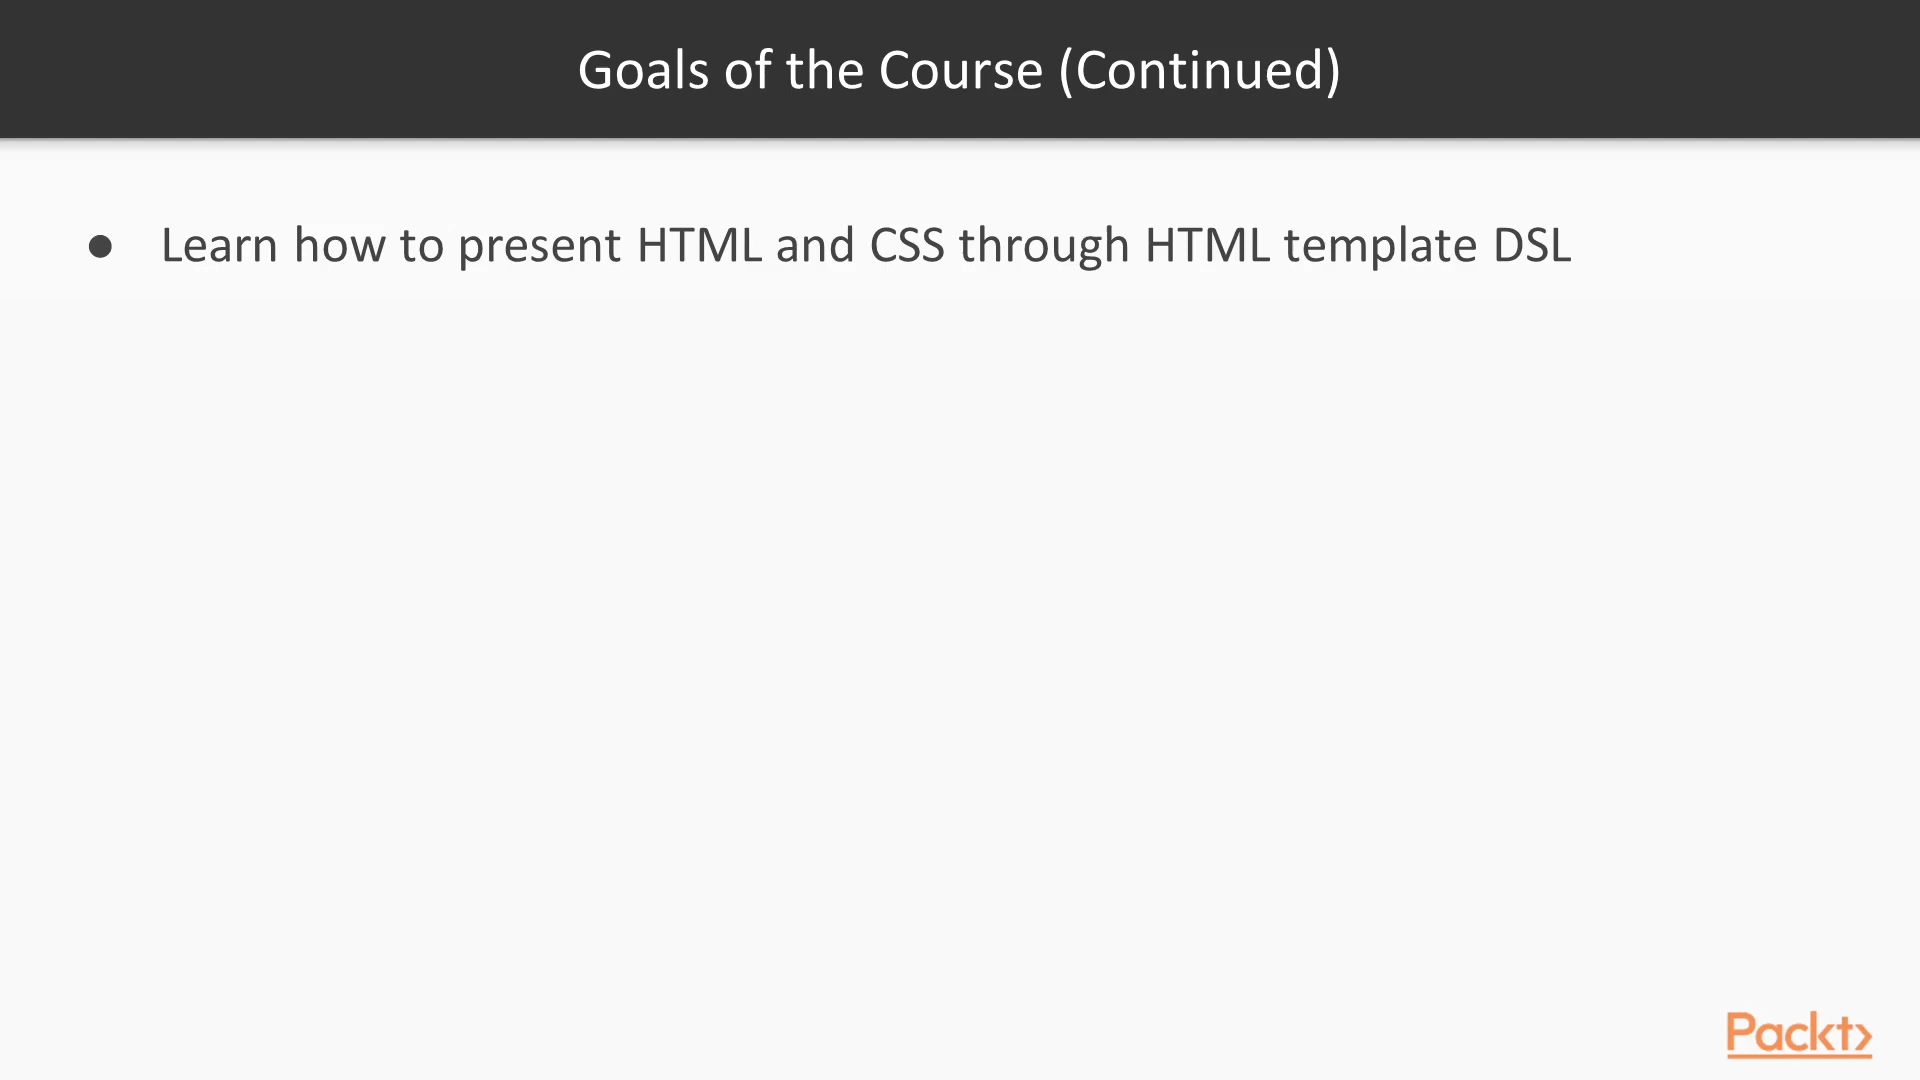 Goals of the Course (Continued)
● Learn how to present HTML and CSS through HTML template DSL
Packt>